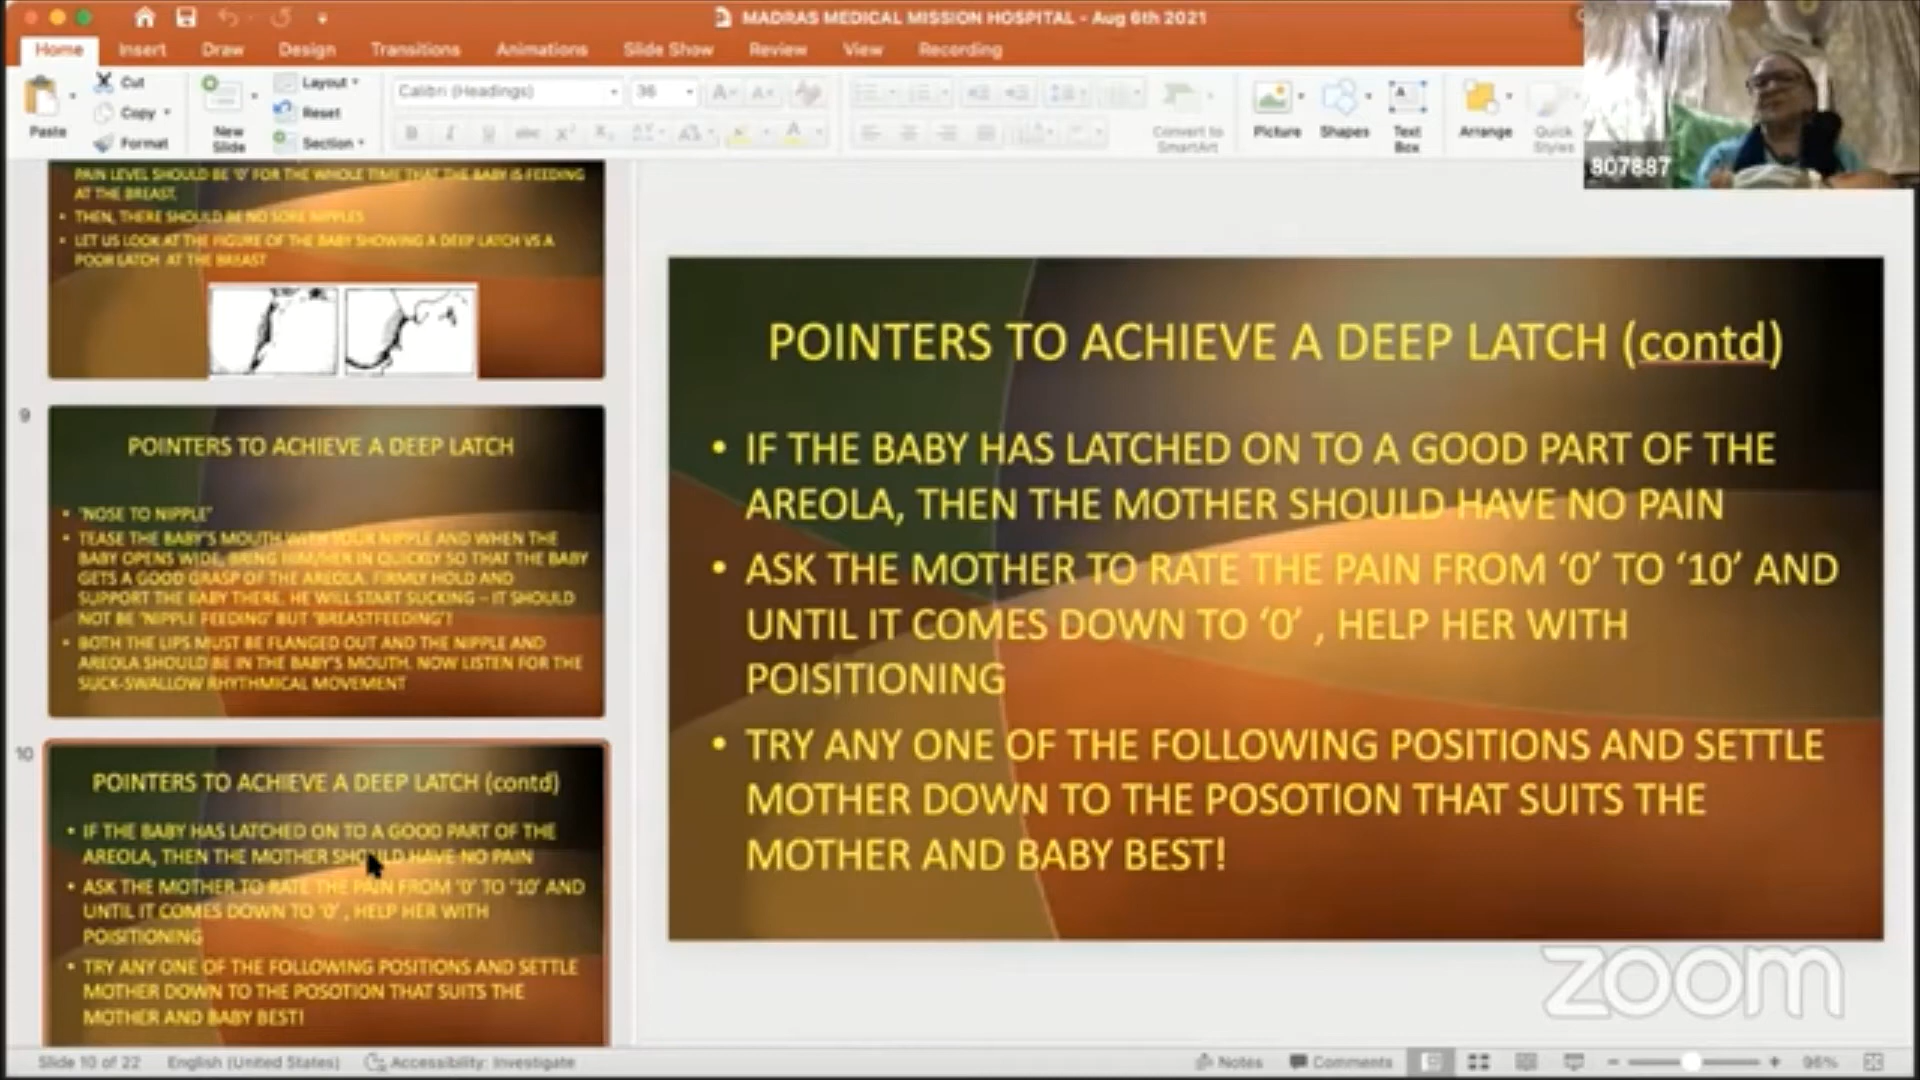 MADRAS MEDICAL MISSION HOSPITAL - Aug 6th 2021
Home Insert Draw Design Transitions Animations Slide Show Review View Recording
Paste
Cut
Copy
Format
New
Slide
Layout
Reset
Section
Calibri (Headings) 36
Convert to
SmartArt
Picture
Shapes
Text
Box
Arrange
Quick
Styles
807887
PAIN LEVEL SHOULD BE '0' FOR THE WHOLE TIME THAT THE BABY IS FEEDING
AT THE BREAST.
• THEN, THERE SHOULD BE NO SORE NIPPLES
• LET US LOOK AT THE FIGURE OF THE BABY SHOWING A DEEP LATCH VS A
POOR LATCH AT THE BREAST
9
POINTERS TO ACHIEVE A DEEP LATCH
• 'NOSE TO NIPPLE'
• TEASE THE BABY'S MOUTH WITH YOUR NIPPLE AND WHEN THE
BABY OPENS WIDE, BRING HIM/HER IN QUICKLY SO THAT THE BABY
GETS A GOOD GRASP OF THE AREOLA. FIRMLY HOLD AND
SUPPORT THE BABY THERE. HE WILL START SUCKING – IT SHOULD
NOT BE 'NIPPLE FEEDING' BUT 'BREASTFEEDING'!
• BOTH THE LIPS MUST BE FLANGED OUT AND THE NIPPLE AND
AREOLA SHOULD BE IN THE BABY'S MOUTH. NOW LISTEN FOR THE
SUCK-SWALLOW RHYTHMICAL MOVEMENT
10
POINTERS TO ACHIEVE A DEEP LATCH (contd)
• IF THE BABY HAS LATCHED ON TO A GOOD PART OF THE
AREOLA, THEN THE MOTHER SHOULD HAVE NO PAIN
• ASK THE MOTHER TO RATE THE PAIN FROM '0' TO '10' AND
UNTIL IT COMES DOWN TO '0' , HELP HER WITH
POISITIONING
• TRY ANY ONE OF THE FOLLOWING POSITIONS AND SETTLE
MOTHER DOWN TO THE POSOTION THAT SUITS THE
MOTHER AND BABY BEST!
POINTERS TO ACHIEVE A DEEP LATCH (contd)
• IF THE BABY HAS LATCHED ON TO A GOOD PART OF THE
AREOLA, THEN THE MOTHER SHOULD HAVE NO PAIN
• ASK THE MOTHER TO RATE THE PAIN FROM '0' TO '10' AND
UNTIL IT COMES DOWN TO '0' , HELP HER WITH
POISITIONING
• TRY ANY ONE OF THE FOLLOWING POSITIONS AND SETTLE
MOTHER DOWN TO THE POSOTION THAT SUITS THE
MOTHER AND BABY BEST!
zoom
Slide 10 of 22 English (United States) Accessibility: Investigate Notes Comments 96%